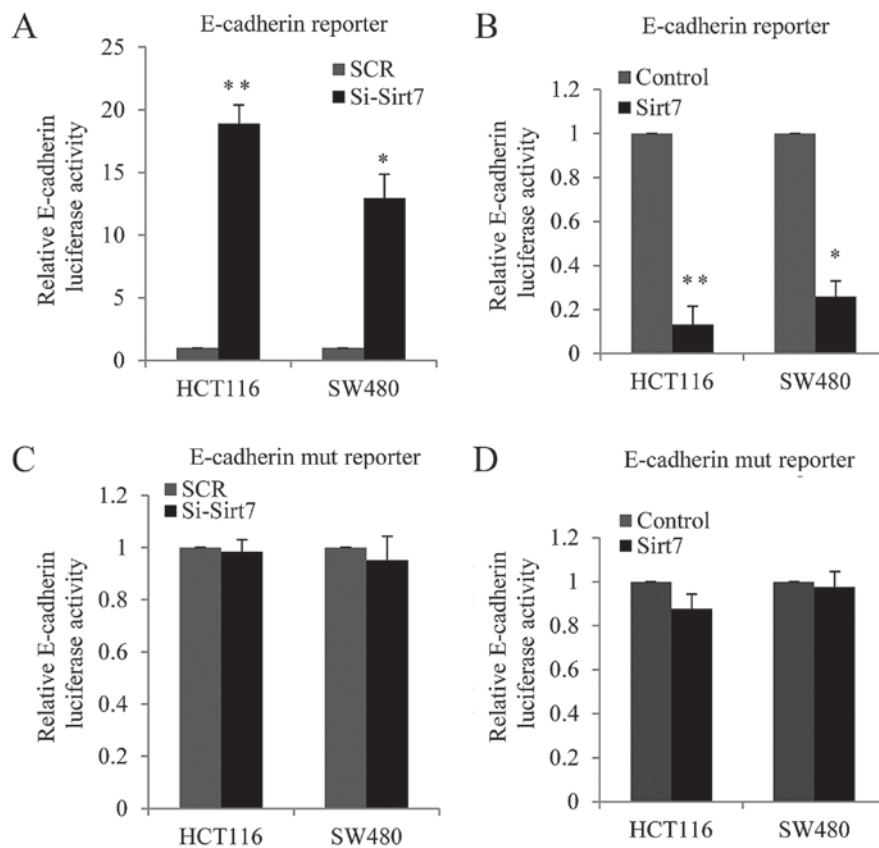 A
E-cadherin reporter
Relative E-cadherin
luciferase activity
25
20
15
10
5
0
SCR
Si-Sirt7
**
*
HCT116
SW480
B
E-cadherin reporter
Relative E-cadherin
luciferase activity
1.2
1
0.8
0.6
0.4
0.2
0
Control
Sirt7
**
*
HCT116
SW480
C
E-cadherin mut reporter
Relative E-cadherin
luciferase activity
SCR
Si-Sirt7
1.2
1
0.8
0.6
0.4
0.2
0
HCT116
SW480
D
E-cadherin mut reporter
Relative E-cadherin
luciferase activity
Control
Sirt7
1.2
1
0.8
0.6
0.4
0.2
0
HCT116
SW480